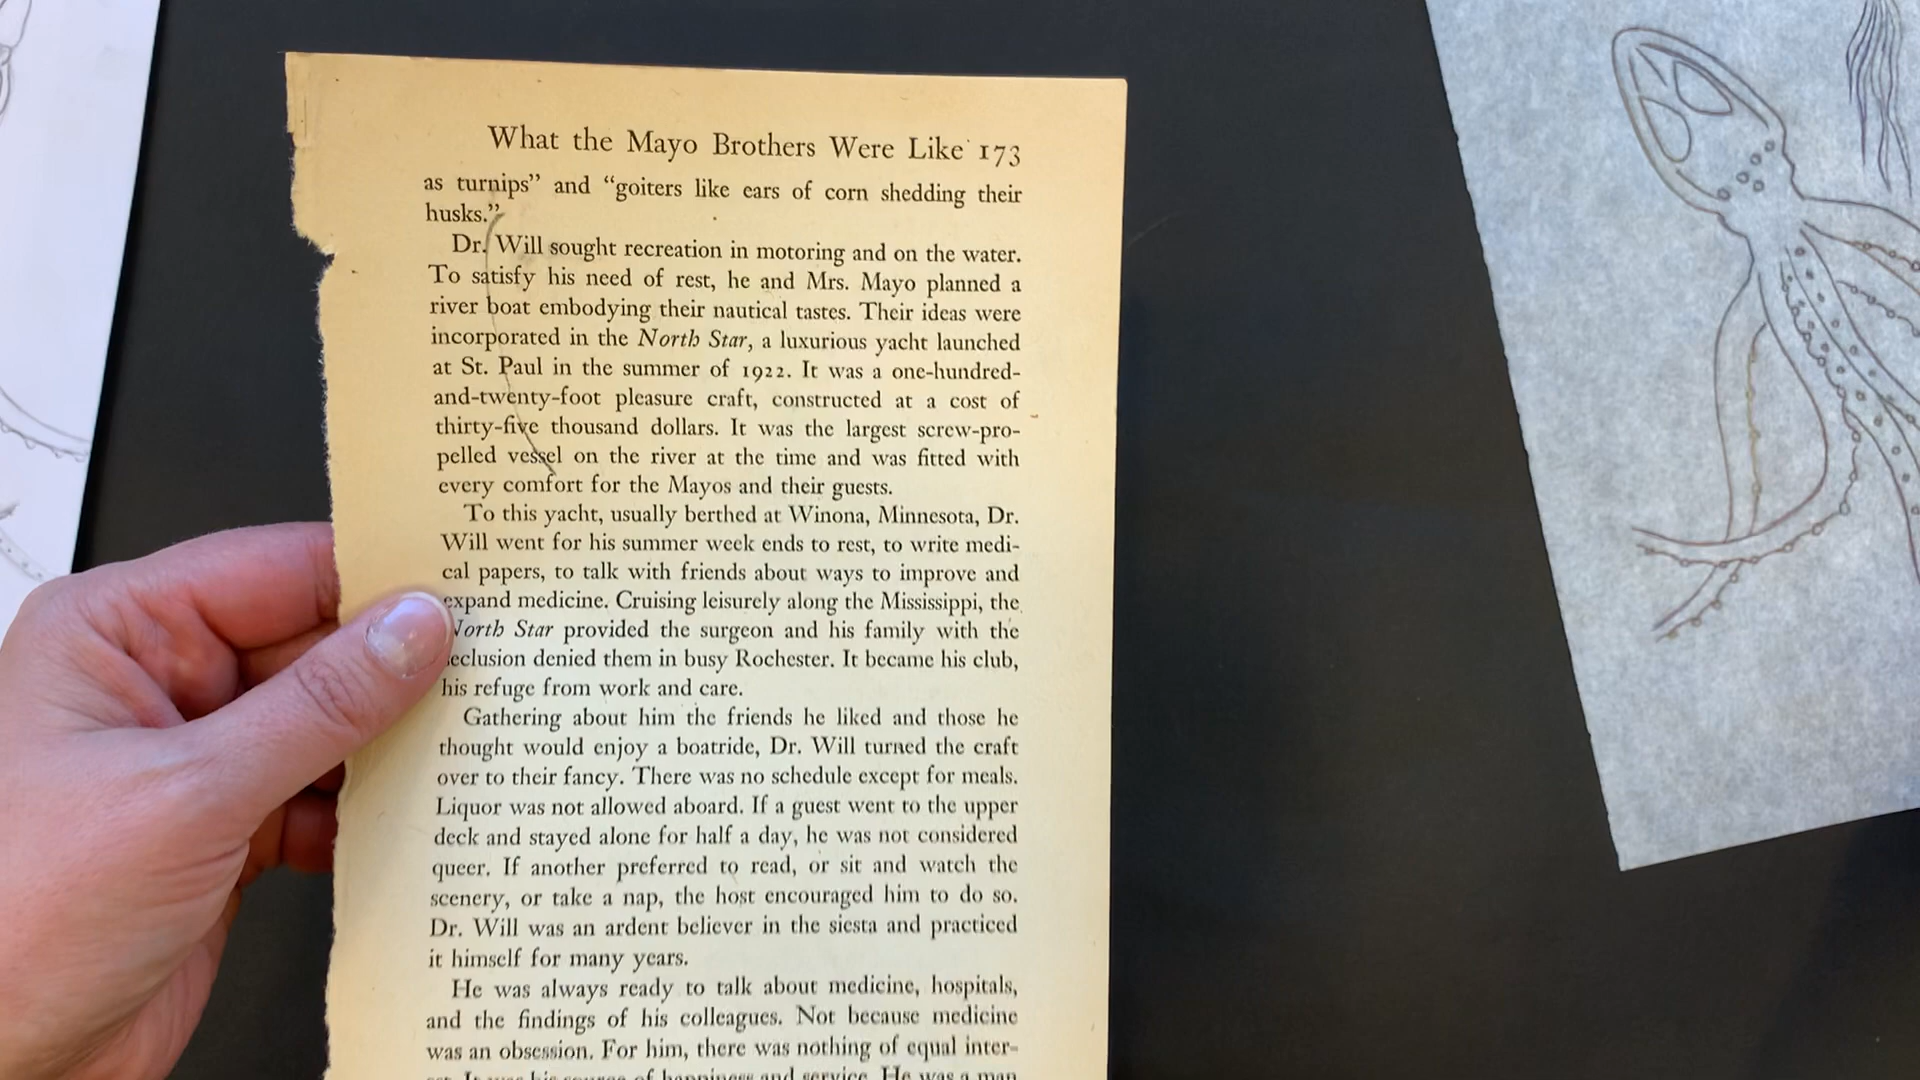 What the Mayo Brothers Were Like 173
as turnips” and “goiters like ears of corn shedding their
husks.”
Dr. Will sought recreation in motoring and on the water.
To satisfy his need of rest, he and Mrs. Mayo planned a
river boat embodying their nautical tastes. Their ideas were
incorporated in the North Star, a luxurious yacht launched
at St. Paul in the summer of 1922. It was a one-hundred-
and-twenty-foot pleasure craft, constructed at a cost of
thirty-five thousand dollars. It was the largest screw-pro-
pelled vessel on the river at the time and was fitted with
every comfort for the Mayos and their guests.
To this yacht, usually berthed at Winona, Minnesota, Dr.
Will went for his summer week ends to rest, to write medi-
cal papers, to talk with friends about ways to improve and
expand medicine. Cruising leisurely along the Mississippi, the
North Star provided the surgeon and his family with the
seclusion denied them in busy Rochester. It became his club,
his refuge from work and care.
Gathering about him the friends he liked and those he
thought would enjoy a boatride, Dr. Will turned the craft
over to their fancy. There was no schedule except for meals.
Liquor was not allowed aboard. If a guest went to the upper
deck and stayed alone for half a day, he was not considered
queer. If another preferred to read, or sit and watch the
scenery, or take a nap, the host encouraged him to do so.
Dr. Will was an ardent believer in the siesta and practiced
it himself for many years.
He was always ready to talk about medicine, hospitals,
and the findings of his colleagues. Not because medicine
was an obsession. For him, there was nothing of equal inter-
est. It was his source of happiness and service. He was a man